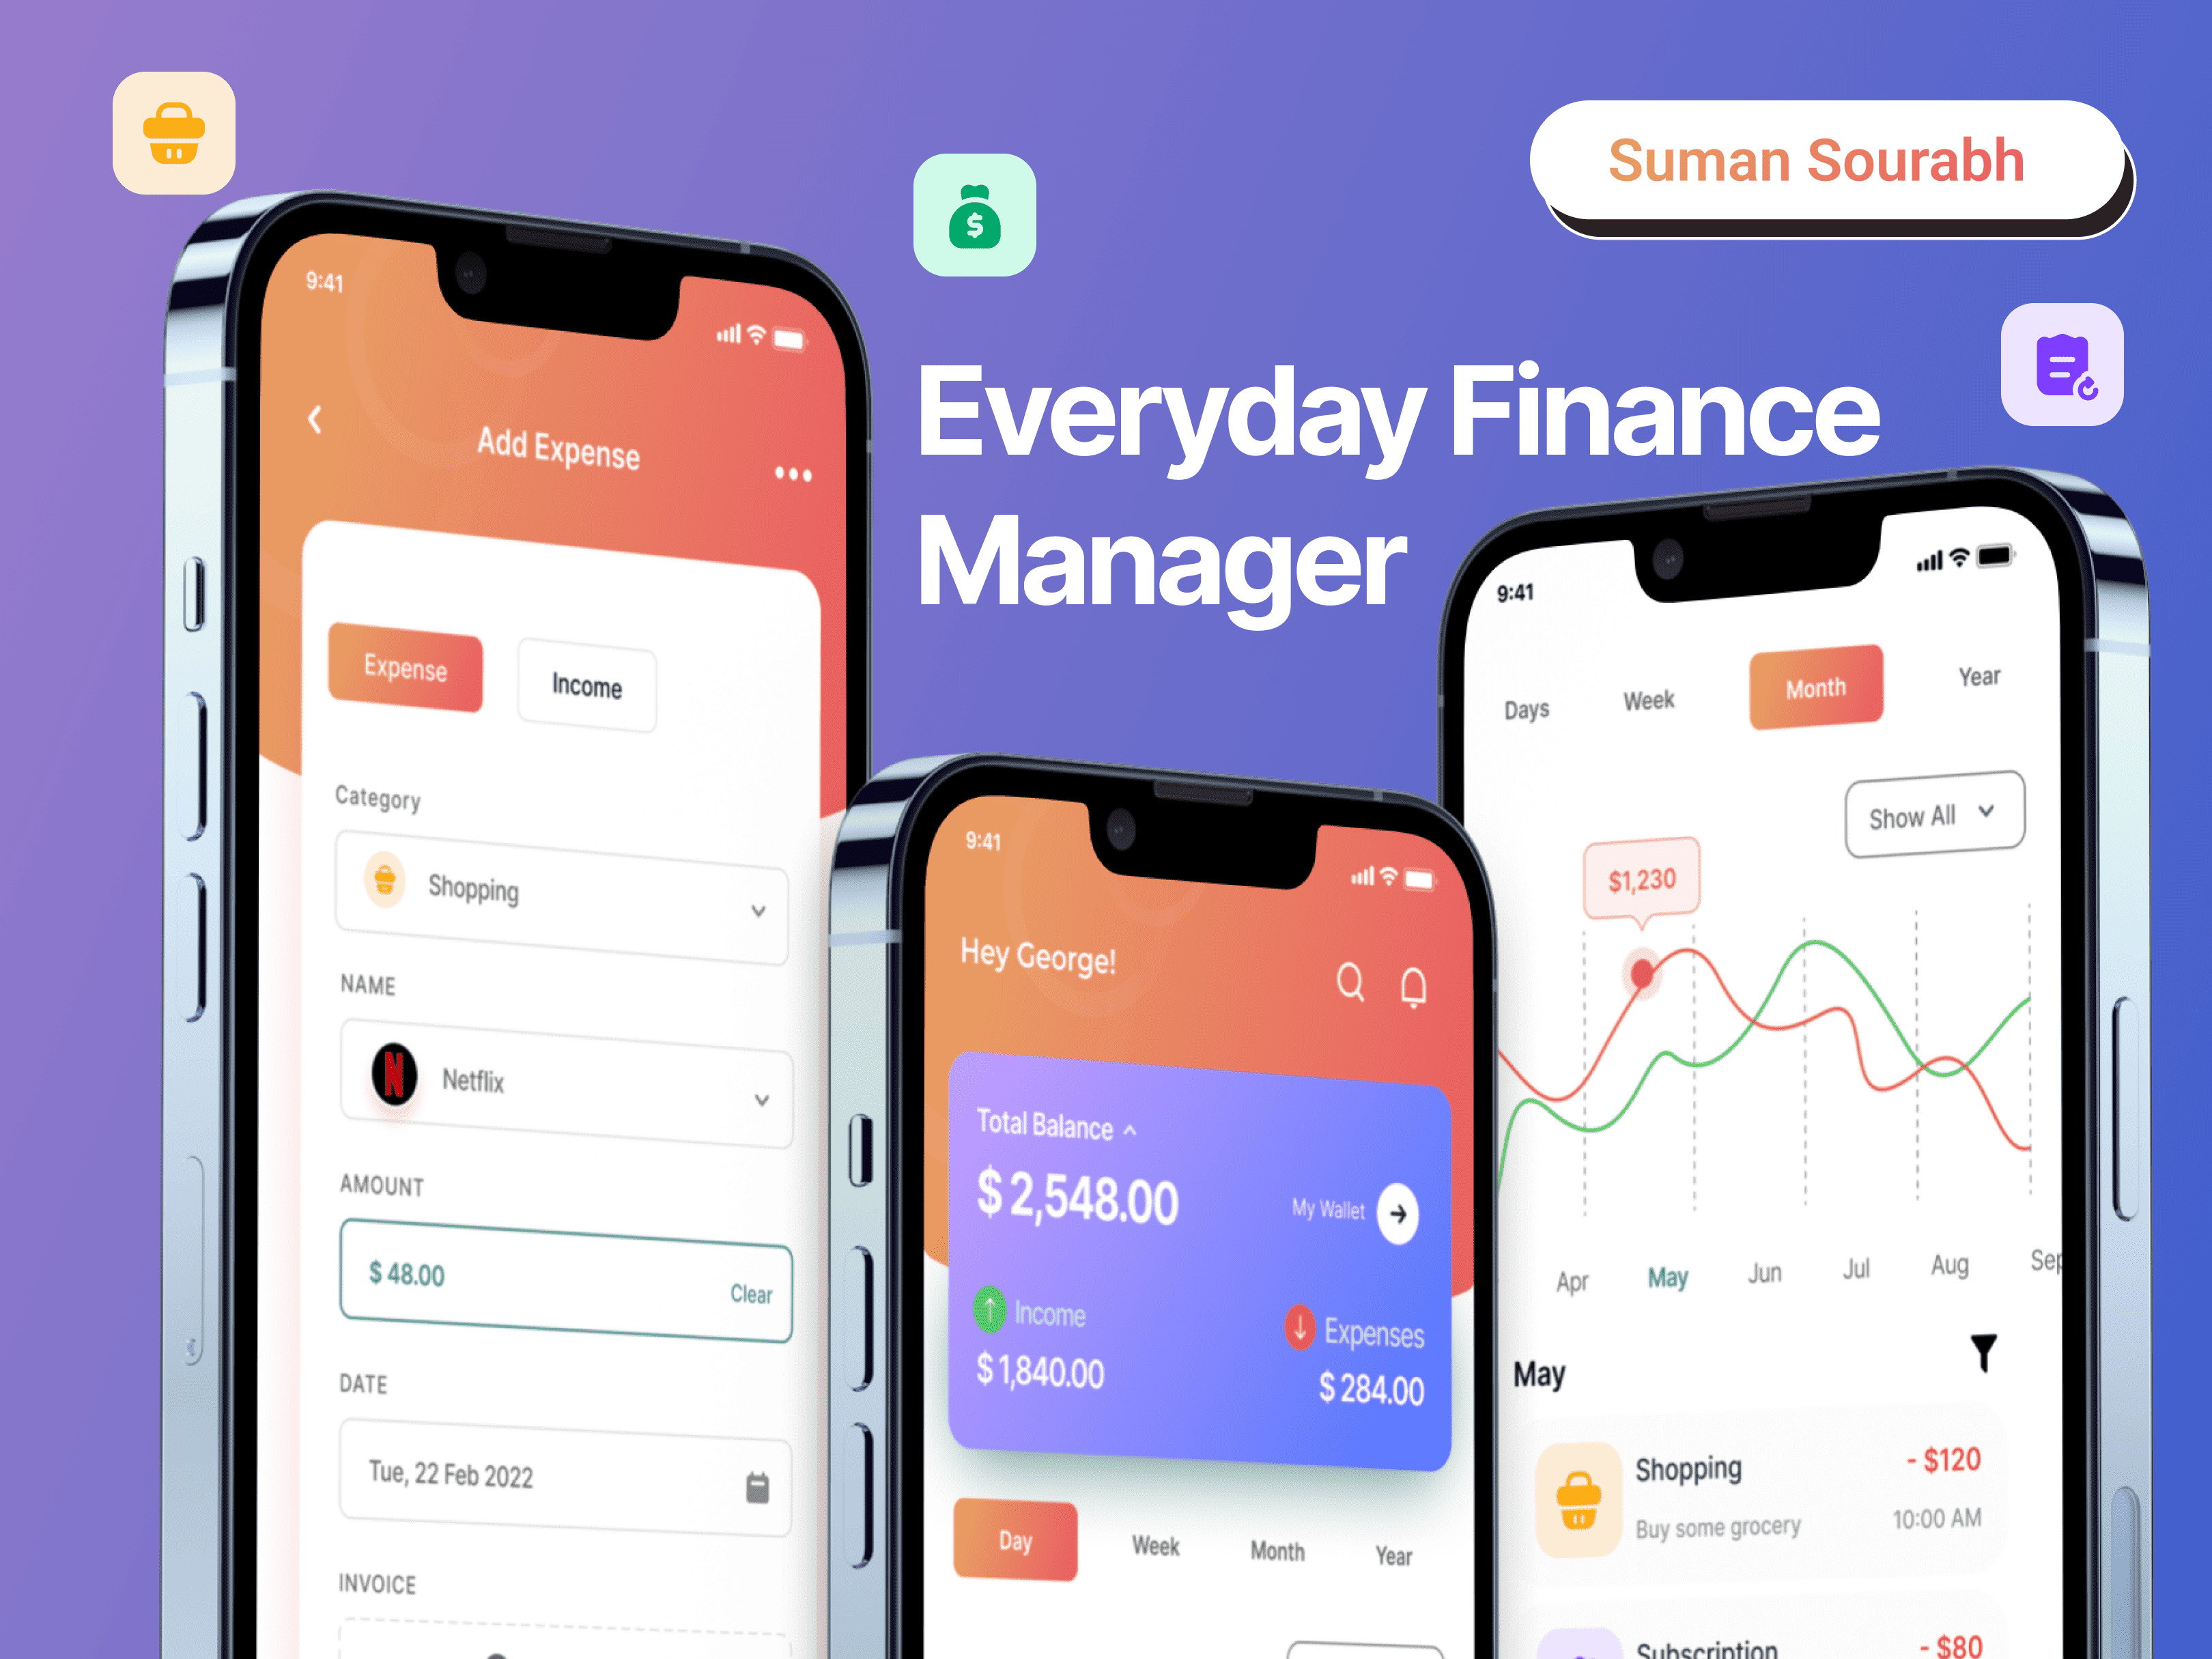 Suman Sourabh
Everyday Finance
Manager
9:41
Add Expense
Expense
Income
Category
Shopping
NAME
N
Netflix
AMOUNT
$ 48.00
Clear
DATE
Tue, 22 Feb 2022
INVOICE
9:41
Hey George!
Total Balance
$ 2,548.00
My Wallet
Income
Expenses
$ 1,840.00
$ 284.00
Day Week Month Year
9:41
Days Week Month Year
Show All
$1,230
Apr May Jun Jul Aug Sep
May
Shopping
- $120
Buy some grocery
10:00 AM
Subscription
- $80